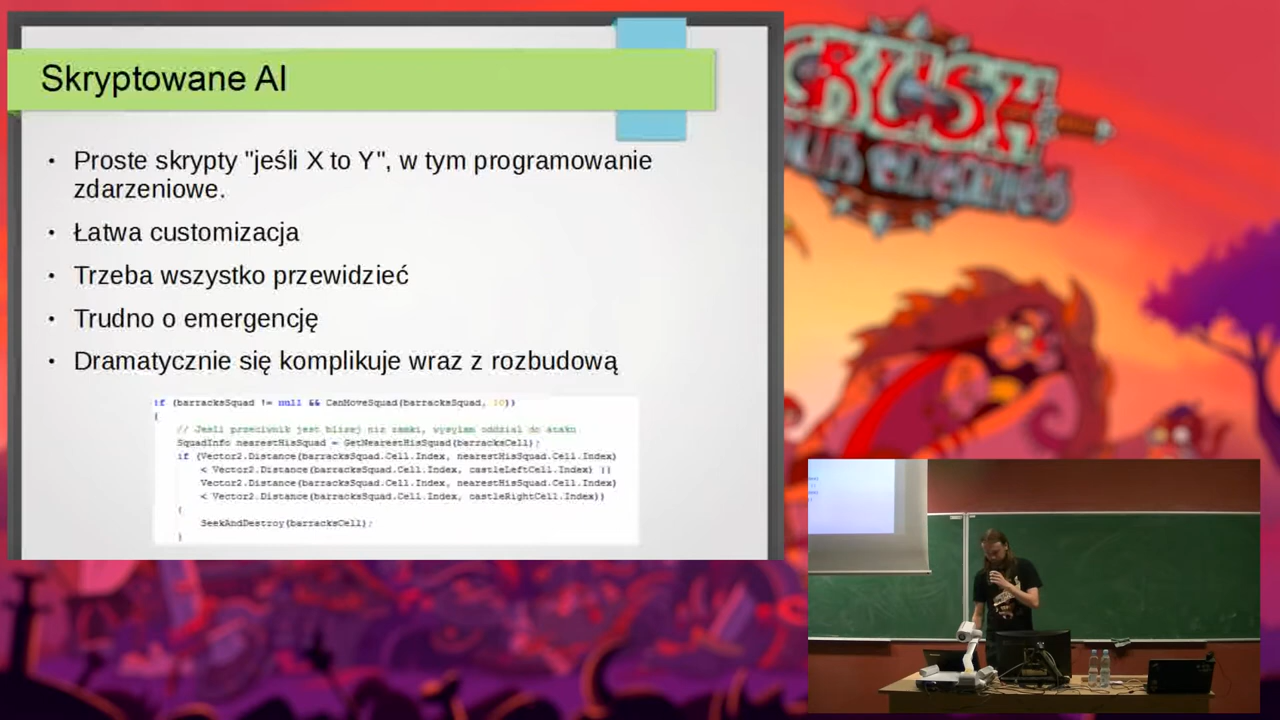 Skryptowane AI
• Proste skrypty "jeśli X to Y", w tym programowanie
zdarzeniowe.
• Łatwa customizacja
• Trzeba wszystko przewidzieć
• Trudno o emergencję
• Dramatycznie się komplikuje wraz z rozbudową
if (barracksSquad != null && CanMoveSquad(barracksSquad, 10))
{
// Jeśli przeciwnik jest bliżej niż zamki, wysyłam oddział do ataku
SquadInfo nearestHisSquad = GetNearestHisSquad(barracksCell);
if (Vector2.Distance(barracksSquad.Cell.Index, nearestHisSquad.Cell.Index)
< Vector2.Distance(barracksSquad.Cell.Index, castleLeftCell.Index) ||
Vector2.Distance(barracksSquad.Cell.Index, nearestHisSquad.Cell.Index)
< Vector2.Distance(barracksSquad.Cell.Index, castleRightCell.Index))
{
SeekAndDestroy(barracksCell);
}
CRUSH
YOUR ENEMIES